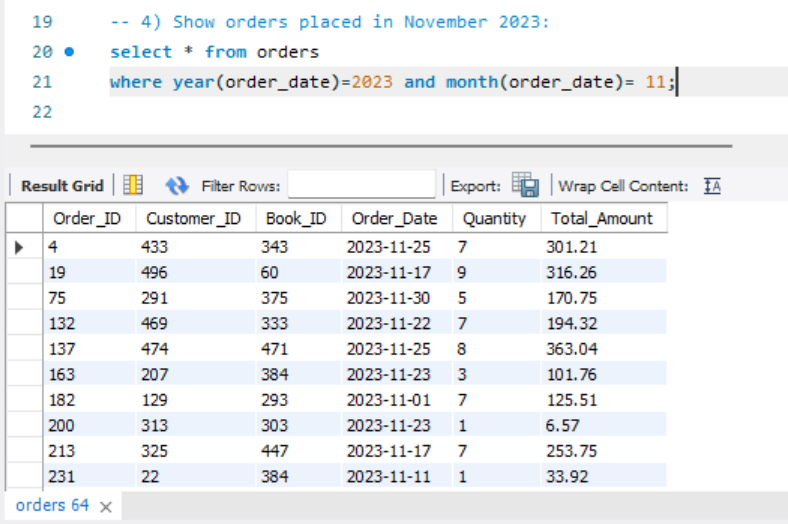 19 -- 4) Show orders placed in November 2023:
20 select * from orders
21 where year(order_date)=2023 and month(order_date)= 11;
22
Result Grid Filter Rows: Export: Wrap Cell Content: IA
Order_ID Customer_ID Book_ID Order_Date Quantity Total_Amount
4 433 343 2023-11-25 7 301.21
19 496 60 2023-11-17 9 316.26
75 291 375 2023-11-30 5 170.75
132 469 333 2023-11-22 7 194.32
137 474 471 2023-11-25 8 363.04
163 207 384 2023-11-23 3 101.76
182 129 293 2023-11-01 7 125.51
200 313 303 2023-11-23 1 6.57
213 325 447 2023-11-17 7 253.75
231 22 384 2023-11-11 1 33.92
orders 64